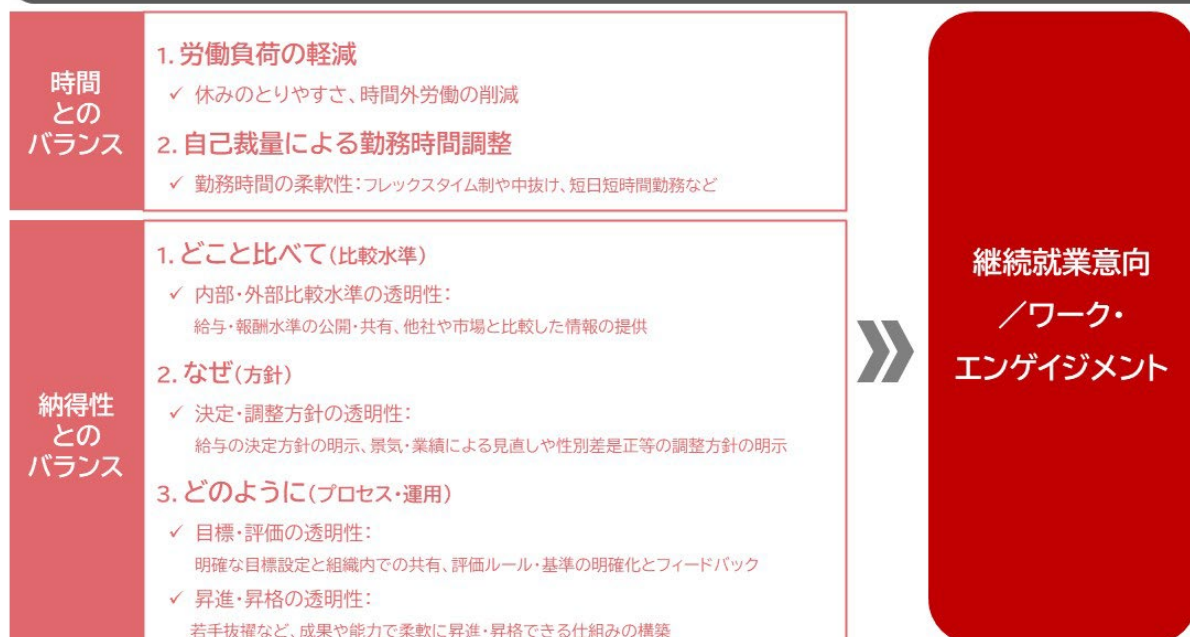 時間
との
バランス
1. 労働負荷の軽減
✓ 休みのとりやすさ、時間外労働の削減
2. 自己裁量による勤務時間調整
✓ 勤務時間の柔軟性：フレックスタイム制や中抜け、短日短時間勤務など
納得性
との
バランス
1. どこと比べて（比較水準）
✓ 内部・外部比較水準の透明性：
給与・報酬水準の公開・共有、他社や市場と比較した情報の提供
2. なぜ（方針）
✓ 決定・調整方針の透明性：
給与の決定方針の明示、景気・業績による見直しや性別差是正等の調整方針の明示
3. どのように（プロセス・運用）
✓ 目標・評価の透明性：
明確な目標設定と組織内での共有、評価ルール・基準の明確化とフィードバック
✓ 昇進・昇格の透明性：
若手抜擢など、成果や能力で柔軟に昇進・昇格できる仕組みの構築
継続就業意向
／ワーク・
エンゲイジメント